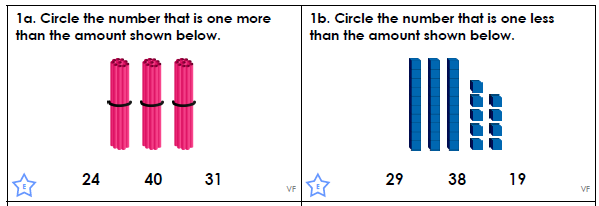 1a. Circle the number that is one more
than the amount shown below.
24 40 31
E
VF
1b. Circle the number that is one less
than the amount shown below.
29 38 19
E
VF